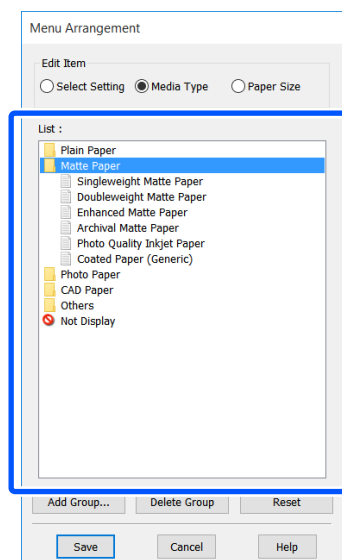 Menu Arrangement
Edit Item
Select Setting Media Type Paper Size
List :
Plain Paper
Matte Paper
Singleweight Matte Paper
Doubleweight Matte Paper
Enhanced Matte Paper
Archival Matte Paper
Photo Quality Inkjet Paper
Coated Paper (Generic)
Photo Paper
CAD Paper
Others
Not Display
Add Group... Delete Group Reset
Save Cancel Help